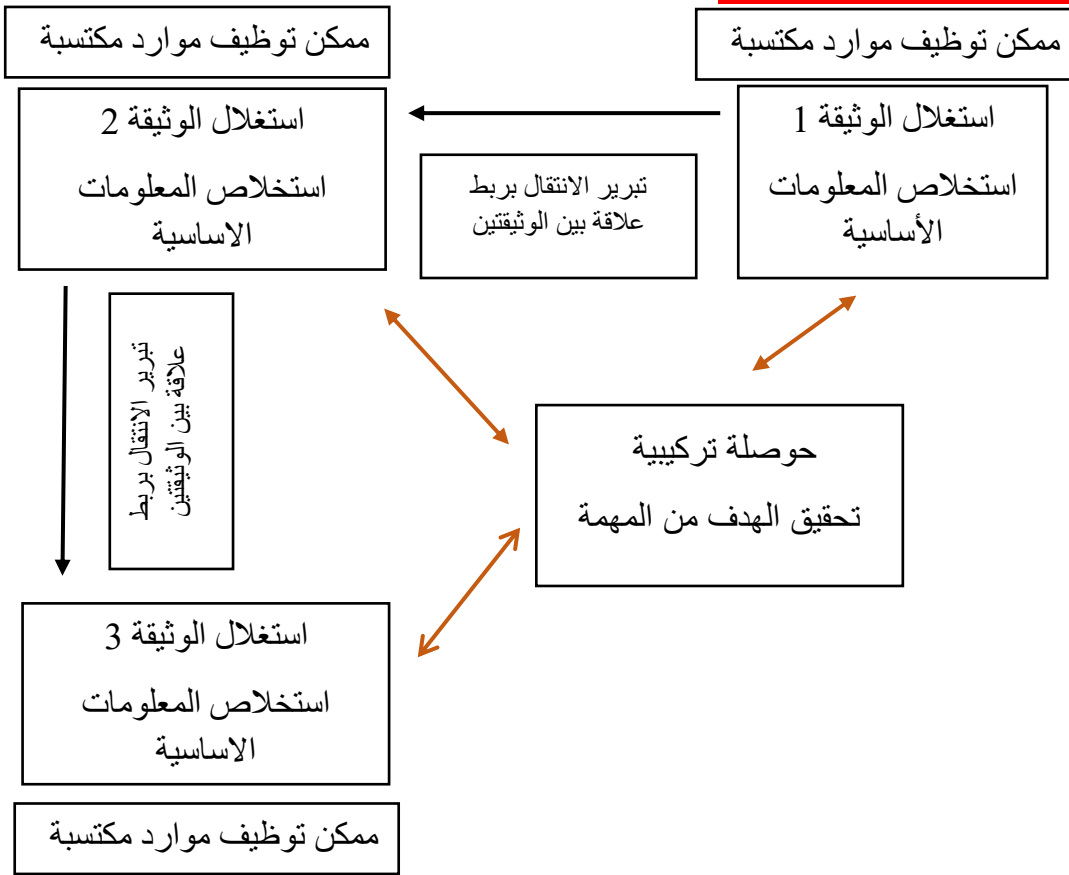 ممكن توظيف موارد مكتسبة
استغلال الوثيقة 1
استخلاص المعلومات
الأساسية
تبرير الانتقال بربط
علاقة بين الوثيقتين
ممكن توظيف موارد مكتسبة
استغلال الوثيقة 2
استخلاص المعلومات
الاساسية
تبرير الانتقال بربط
علاقة بين الوثيقتين
حوصلة تركيبية
تحقيق الهدف من المهمة
استغلال الوثيقة 3
استخلاص المعلومات
الاساسية
ممكن توظيف موارد مكتسبة